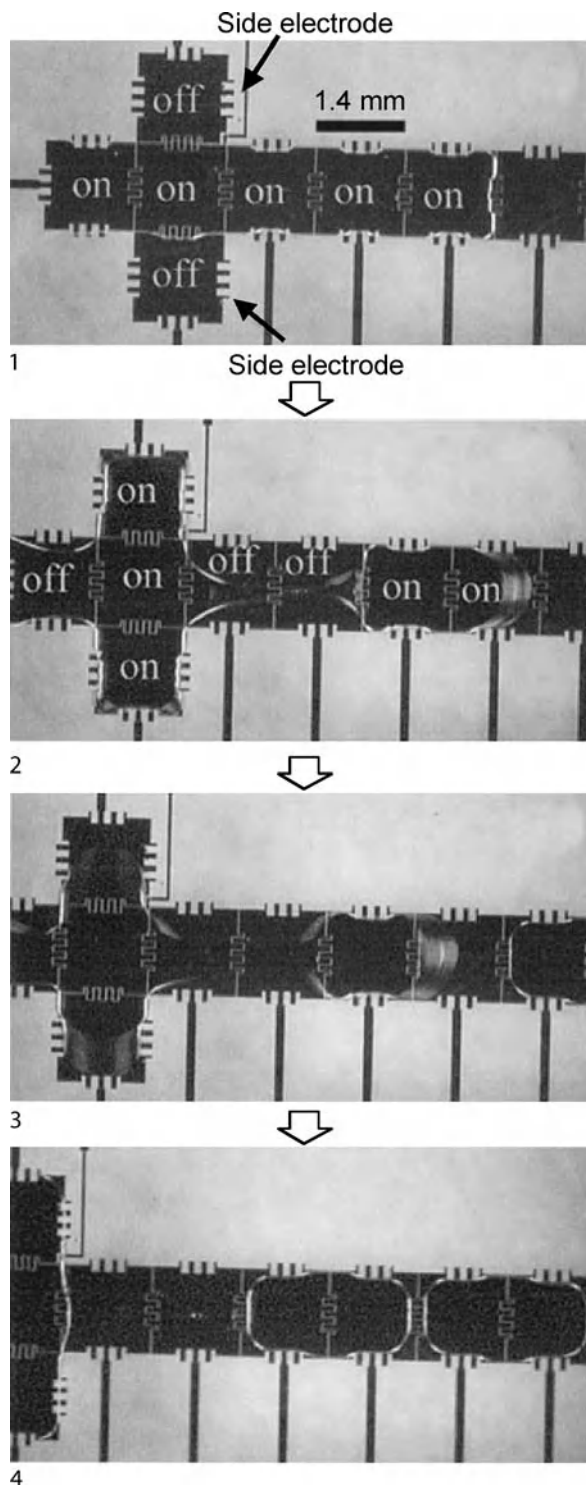 Side electrode
off
1.4 mm
on on on on on
off
1
Side electrode
on
off on off off on on
on
2
3
4